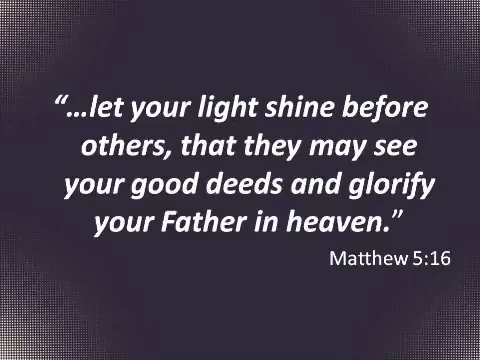 “…let your light shine before
others, that they may see
your good deeds and glorify
your Father in heaven.”
Matthew 5:16